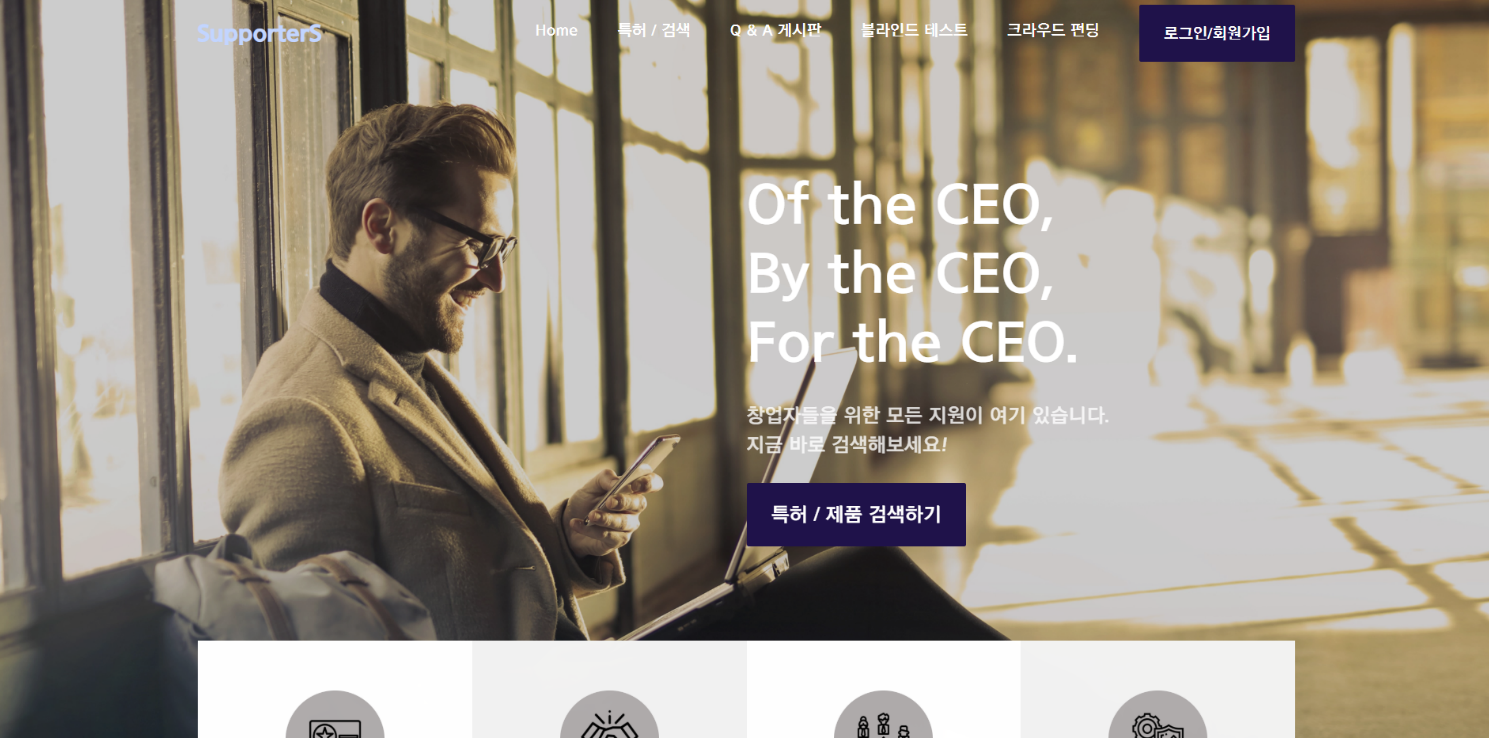 SupporterS
Home
특허 / 검색
Q & A 게시판
블라인드 테스트
크라우드 펀딩
로그인/회원가입
Of the CEO,
By the CEO,
For the CEO.
창업자들을 위한 모든 지원이 여기 있습니다.
지금 바로 검색해보세요!
특허 / 제품 검색하기